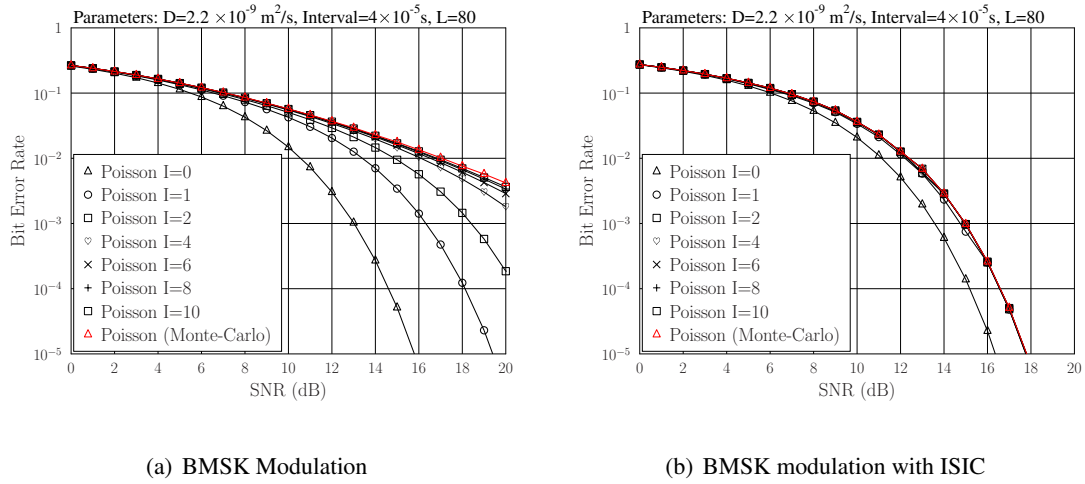 Parameters: D=2.2 ×10⁻⁹ m²/s, Interval=4×10⁻⁵s, L=80
1
10⁻¹
10⁻²
10⁻³
10⁻⁴
10⁻⁵
Bit Error Rate
Poisson I=0
Poisson I=1
Poisson I=2
Poisson I=4
Poisson I=6
Poisson I=8
Poisson I=10
Poisson (Monte-Carlo)
0 2 4 6 8 10 12 14 16 18 20
SNR (dB)
(a) BMSK Modulation
Parameters: D=2.2 ×10⁻⁹ m²/s, Interval=4×10⁻⁵s, L=80
1
10⁻¹
10⁻²
10⁻³
10⁻⁴
10⁻⁵
Bit Error Rate
Poisson I=0
Poisson I=1
Poisson I=2
Poisson I=4
Poisson I=6
Poisson I=8
Poisson I=10
Poisson (Monte-Carlo)
0 2 4 6 8 10 12 14 16 18 20
SNR (dB)
(b) BMSK modulation with ISIC